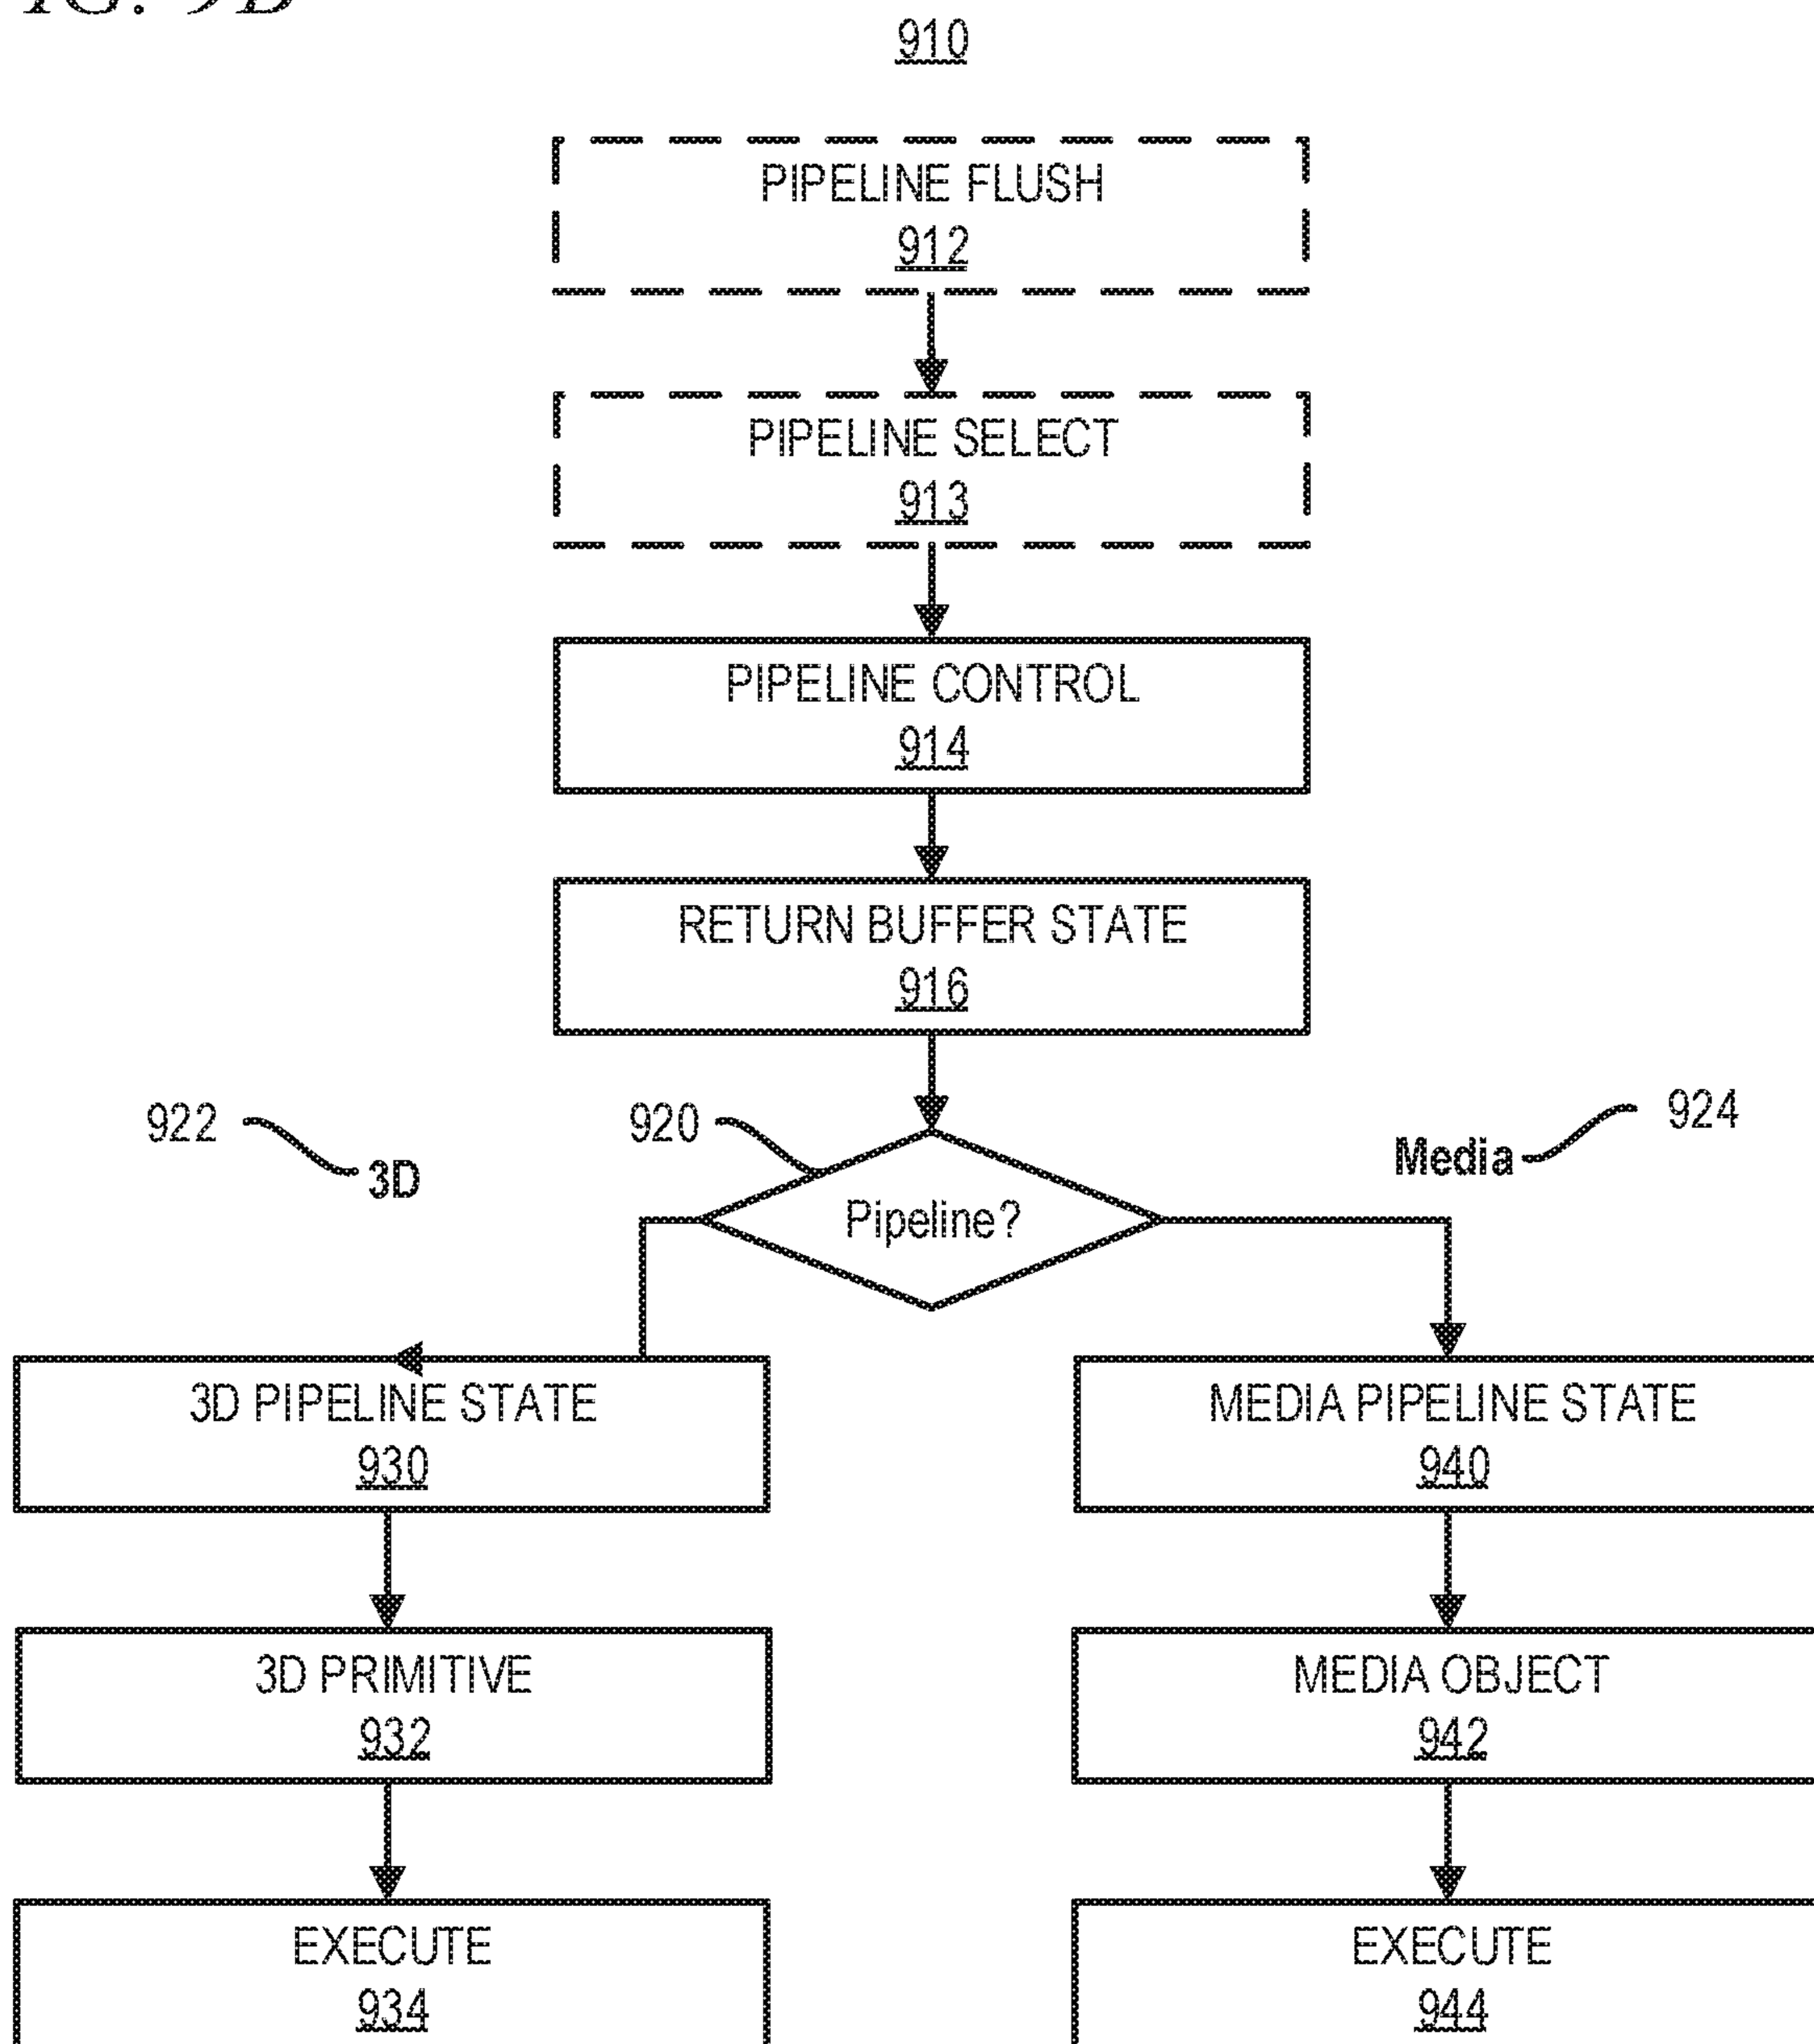 IG. 9B
910
PIPELINE FLUSH
912
PIPELINE SELECT
913
PIPELINE CONTROL
914
RETURN BUFFER STATE
916
922
920
924
3D
Media
Pipeline?
3D PIPELINE STATE
930
MEDIA PIPELINE STATE
940
3D PRIMITIVE
932
MEDIA OBJECT
942
EXECUTE
934
EXECUTE
944